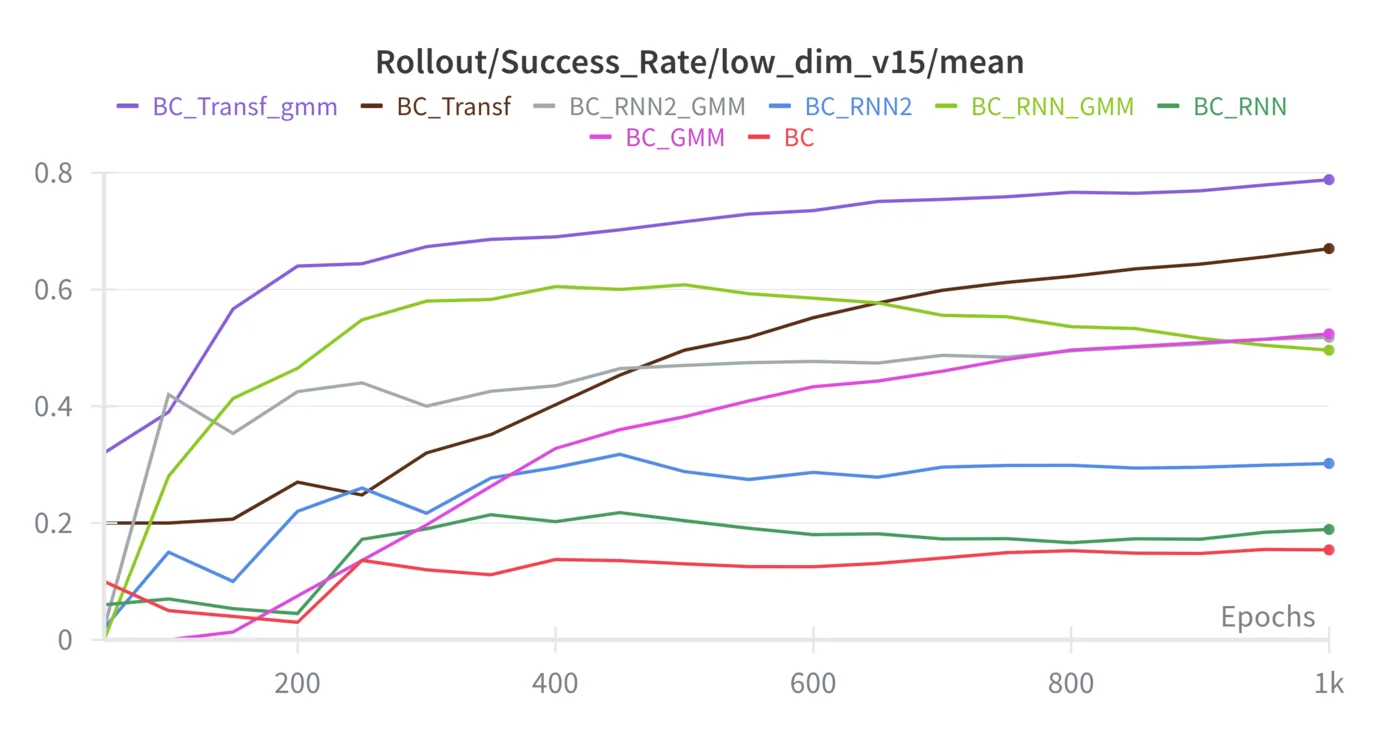 Rollout/Success_Rate/low_dim_v15/mean
BC_Transf_gmm BC_Transf BC_RNN2_GMM BC_RNN2 BC_RNN_GMM BC_RNN
BC_GMM BC
0.8
0.6
0.4
0.2
0
Epochs
200 400 600 800 1k